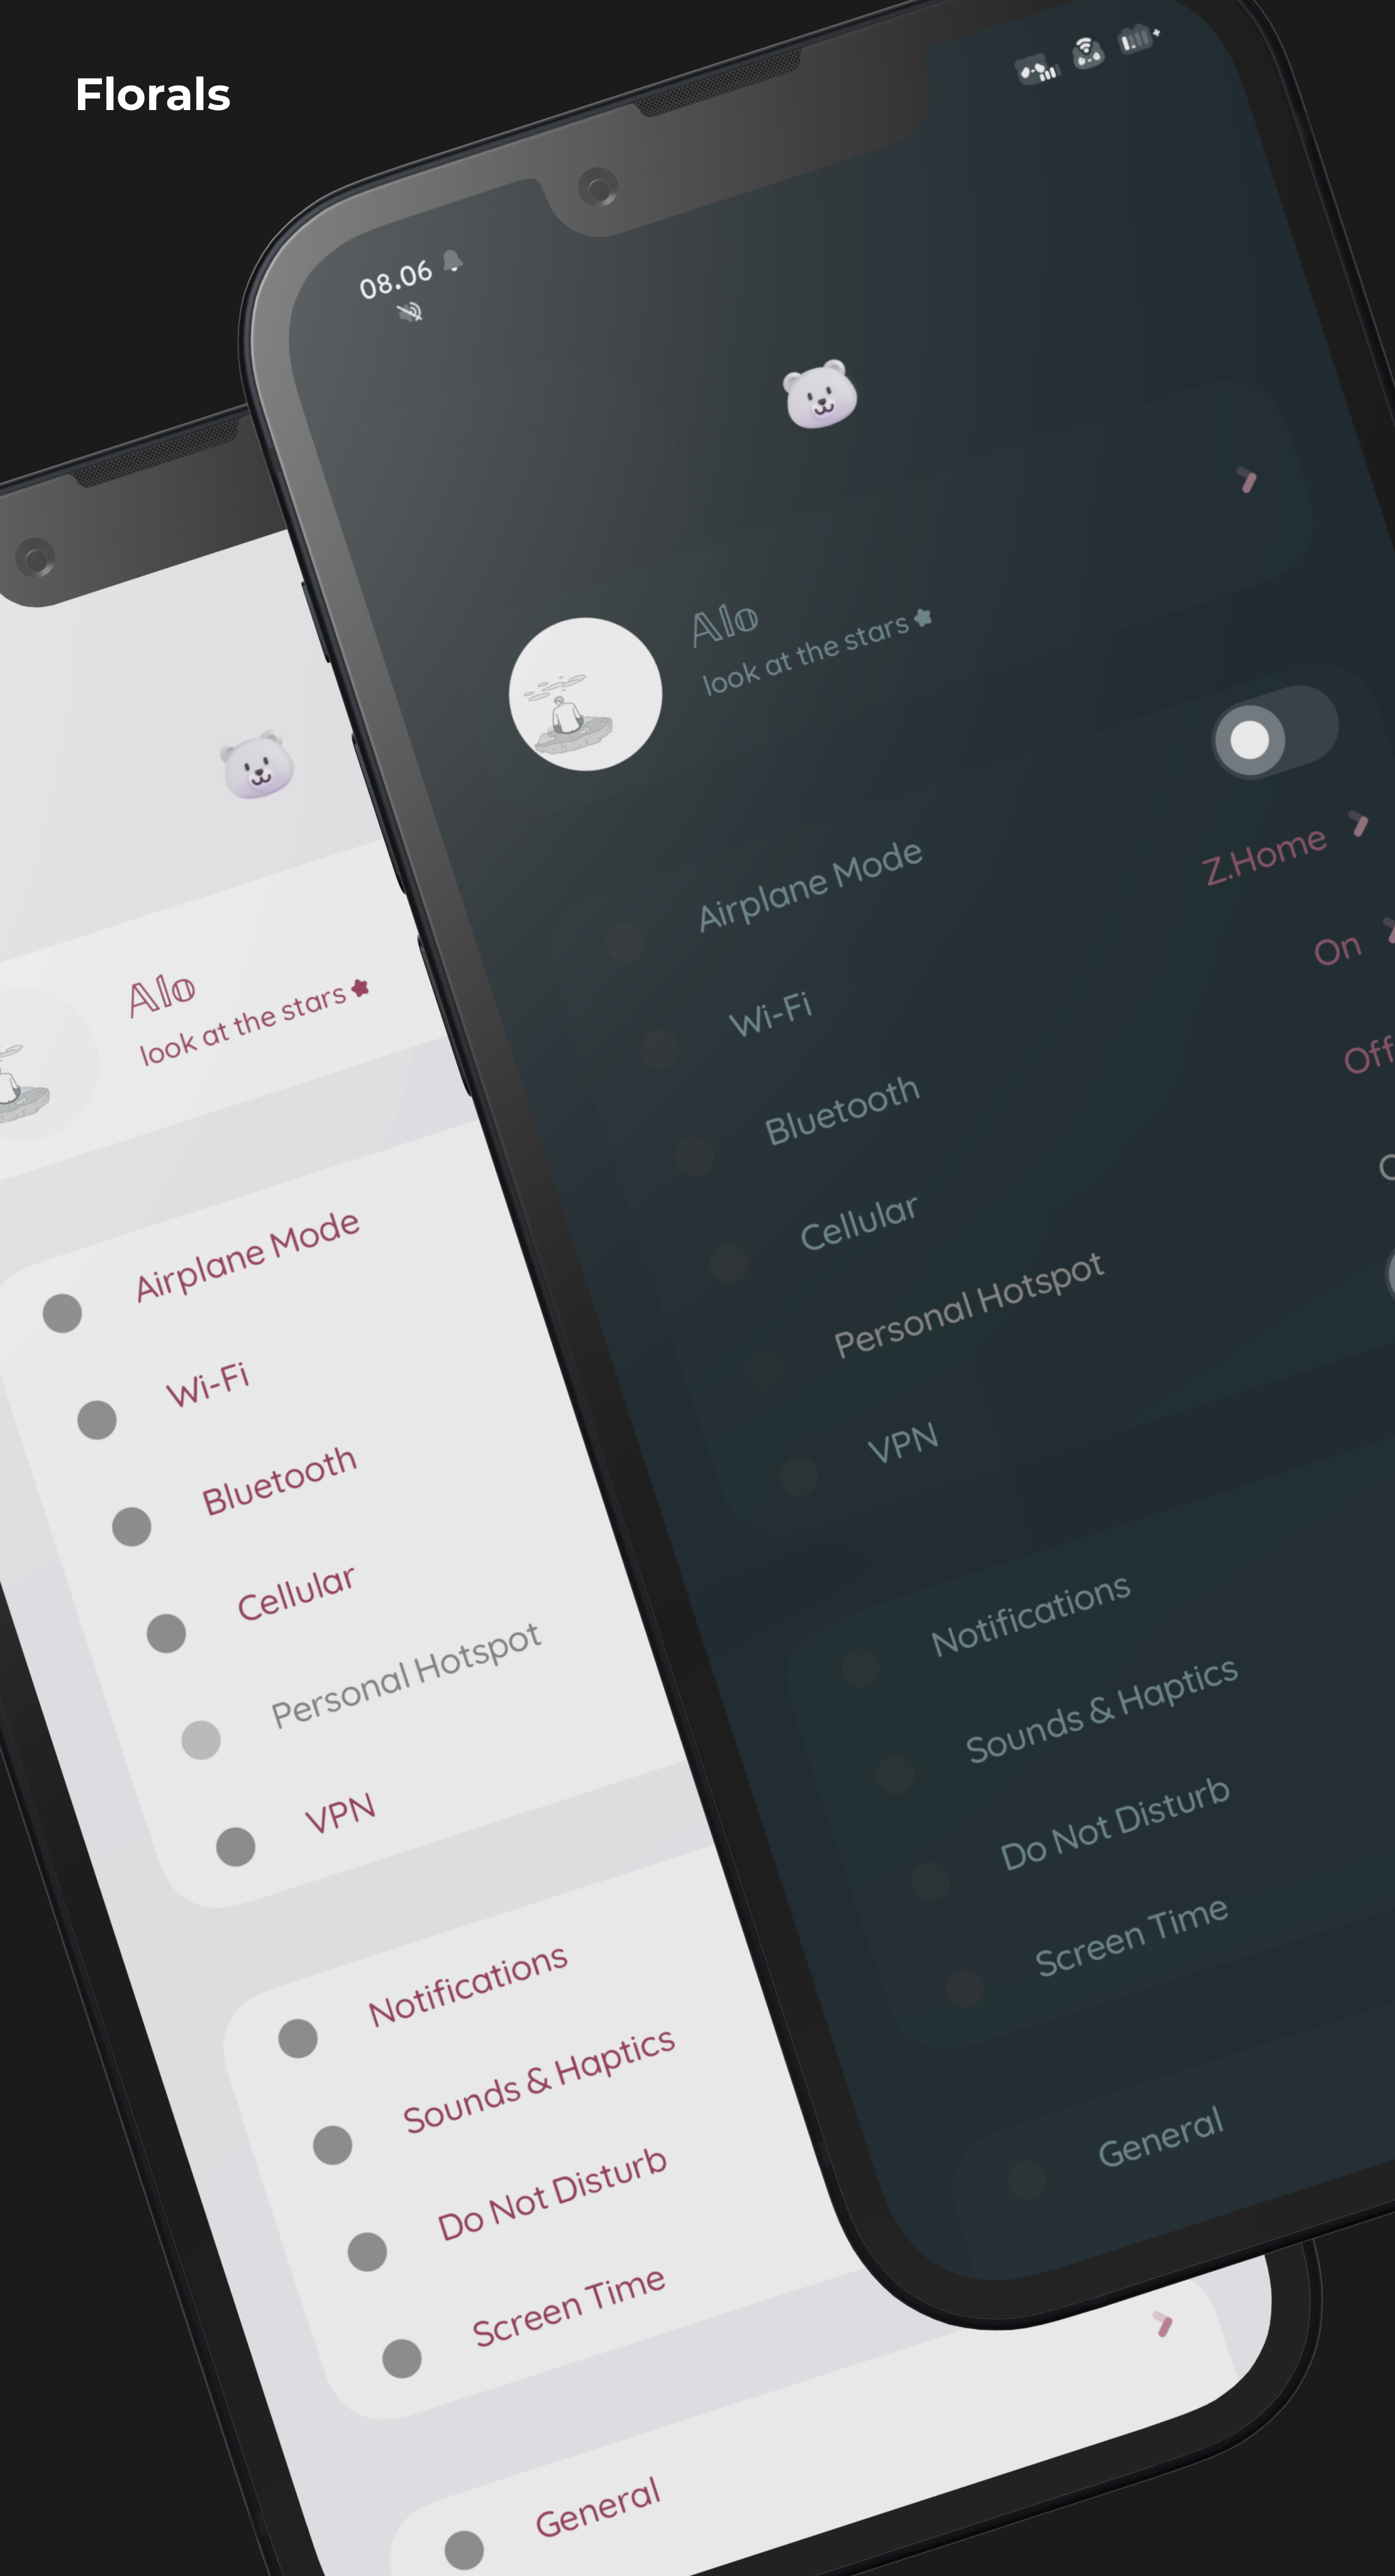 Florals
08.06
Alo
look at the stars
Airplane Mode
Wi-Fi
Z.Home
Bluetooth
On
Cellular
Off
Personal Hotspot
VPN
Notifications
Sounds & Haptics
Do Not Disturb
Screen Time
General
Alo
look at the stars
Airplane Mode
Wi-Fi
Bluetooth
Cellular
Personal Hotspot
VPN
Notifications
Sounds & Haptics
Do Not Disturb
Screen Time
General